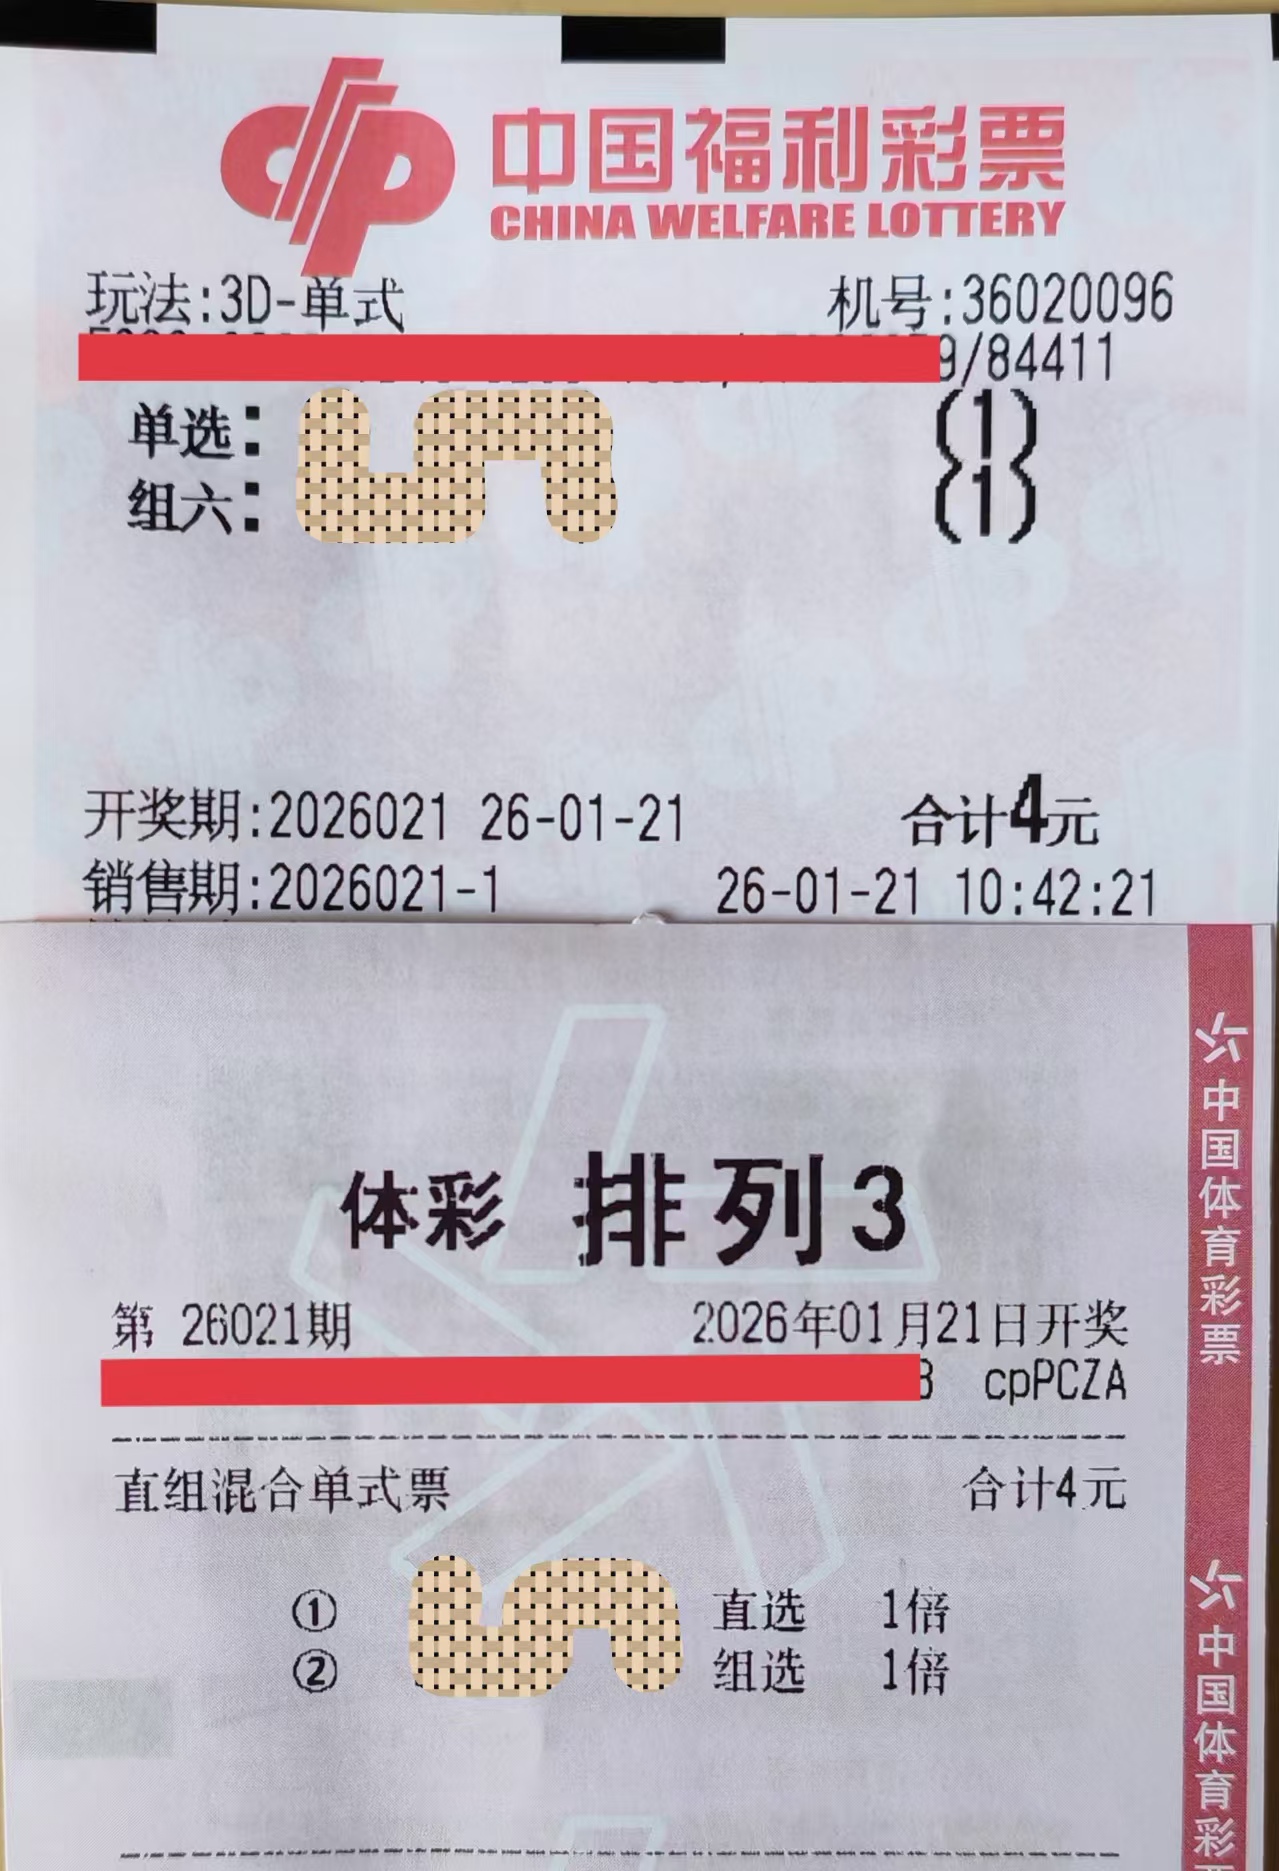 中国福利彩票
CHINA WELFARE LOTTERY
玩法:3D-单式 机号:36020096
9/84411
单选: (1)
组六: (1)
开奖期:2026021 26-01-21 合计4元
销售期:2026021-1 26-01-21 10:42:21
体彩 排列3
第 26021期 2026年01月21日开奖
cpPCZA
直组混合单式票 合计4元
① 直选 1倍
② 组选 1倍
中国体育彩票
中国体育彩